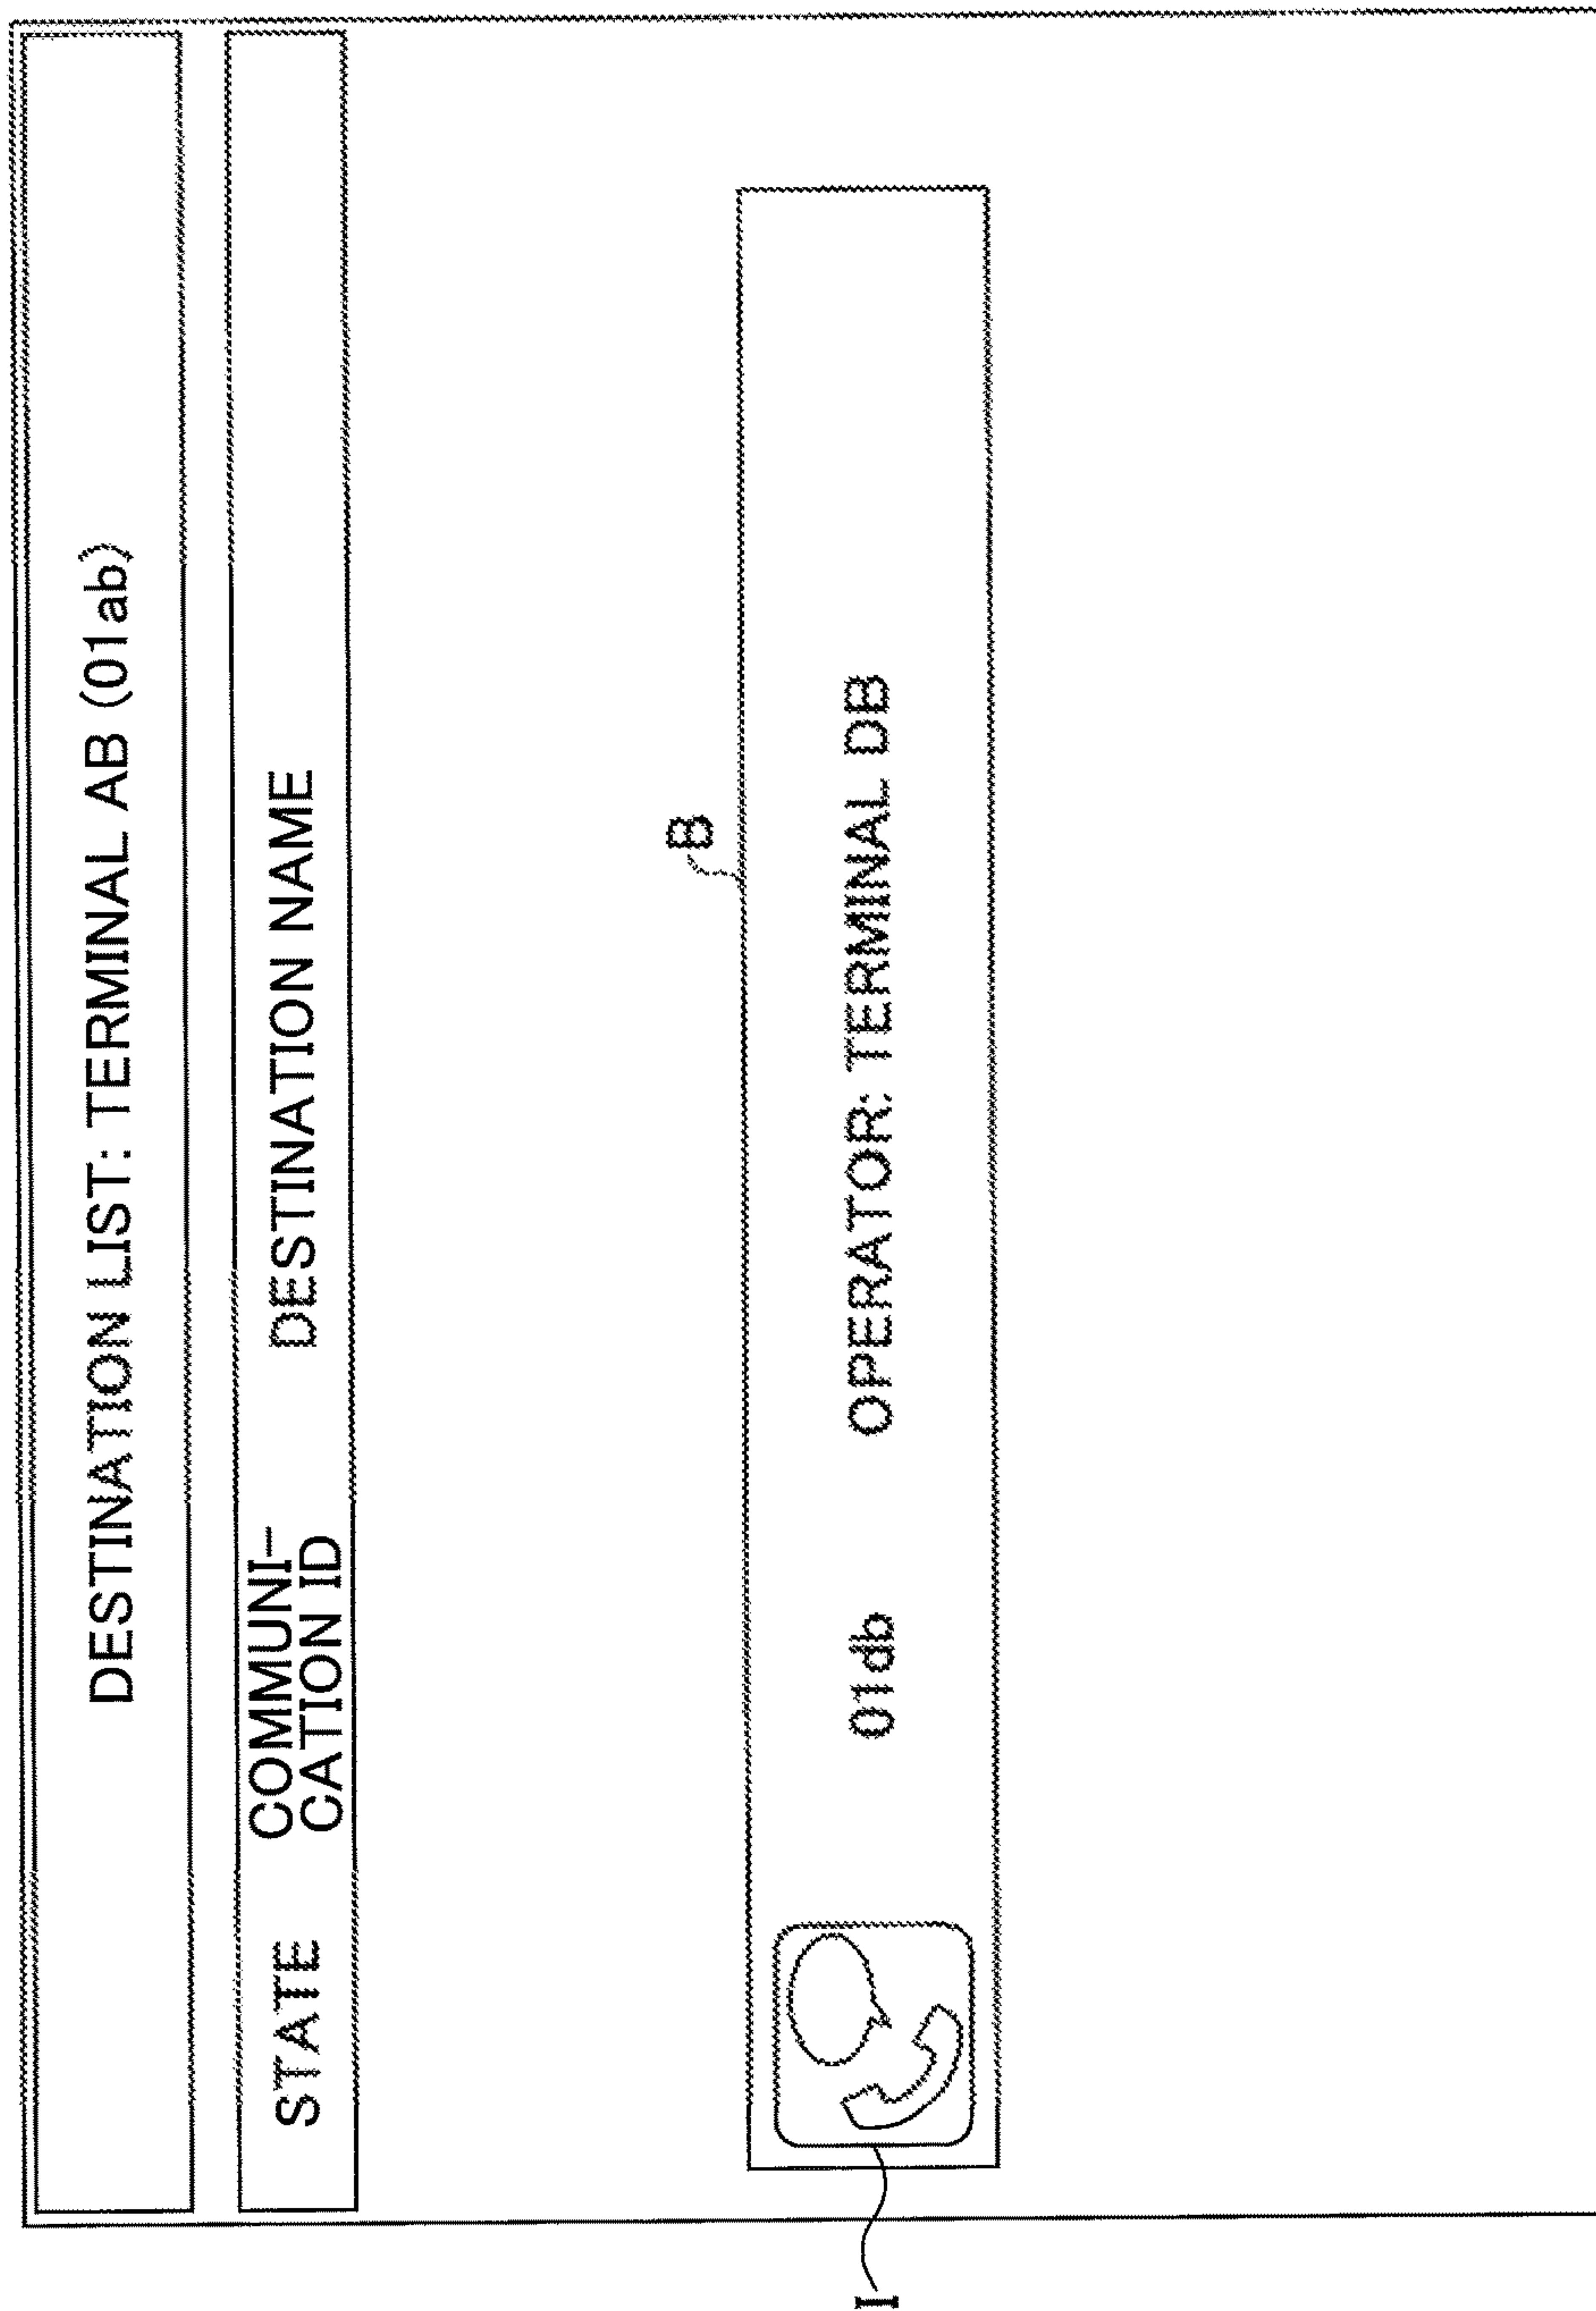 DESTINATION LIST: TERMINAL AB (01ab)
STATE
COMMUNI-
CATION ID
DESTINATION NAME
B
01db
OPERATOR: TERMINAL DB
I